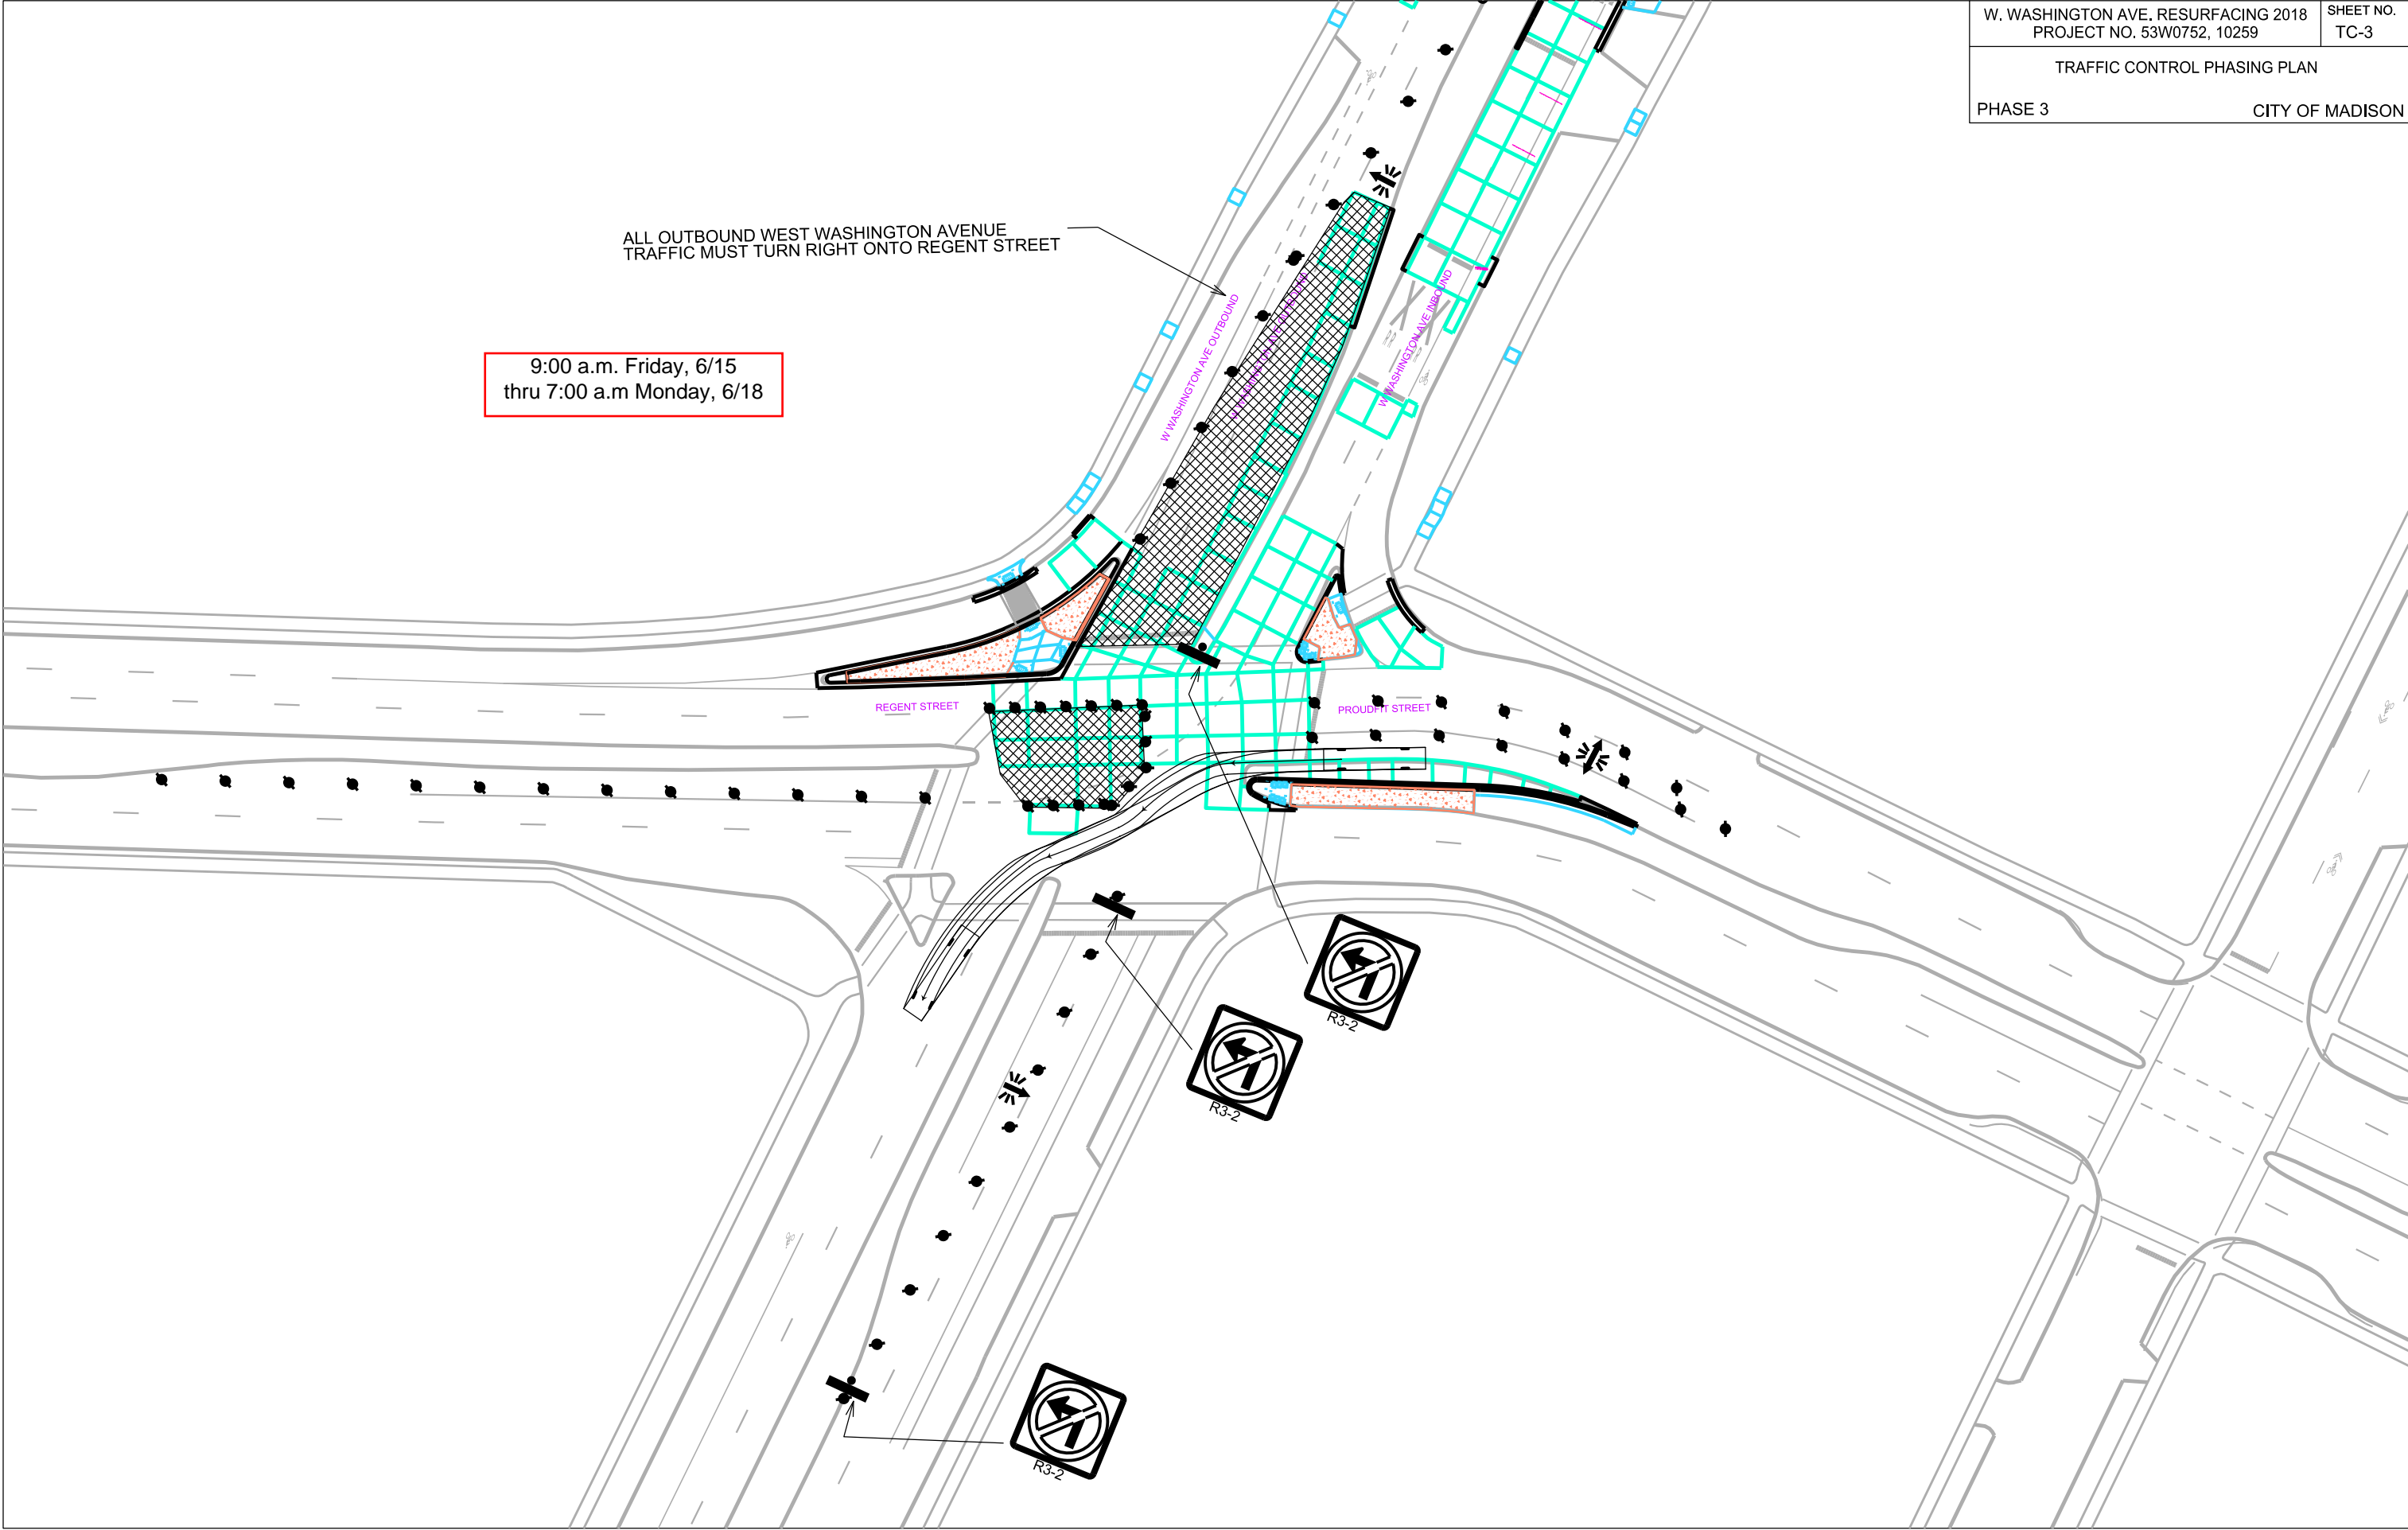 W. WASHINGTON AVE. RESURFACING 2018
PROJECT NO. 53W0752, 10259
SHEET NO.
TC-3
TRAFFIC CONTROL PHASING PLAN
PHASE 3
CITY OF MADISON
ALL OUTBOUND WEST WASHINGTON AVENUE
TRAFFIC MUST TURN RIGHT ONTO REGENT STREET
9:00 a.m. Friday, 6/15
thru 7:00 a.m Monday, 6/18
W WASHINGTON AVE OUTBOUND
W WASHINGTON AVE INBOUND
REGENT STREET
PROUDFIT STREET
R3-2
R3-2
R3-2